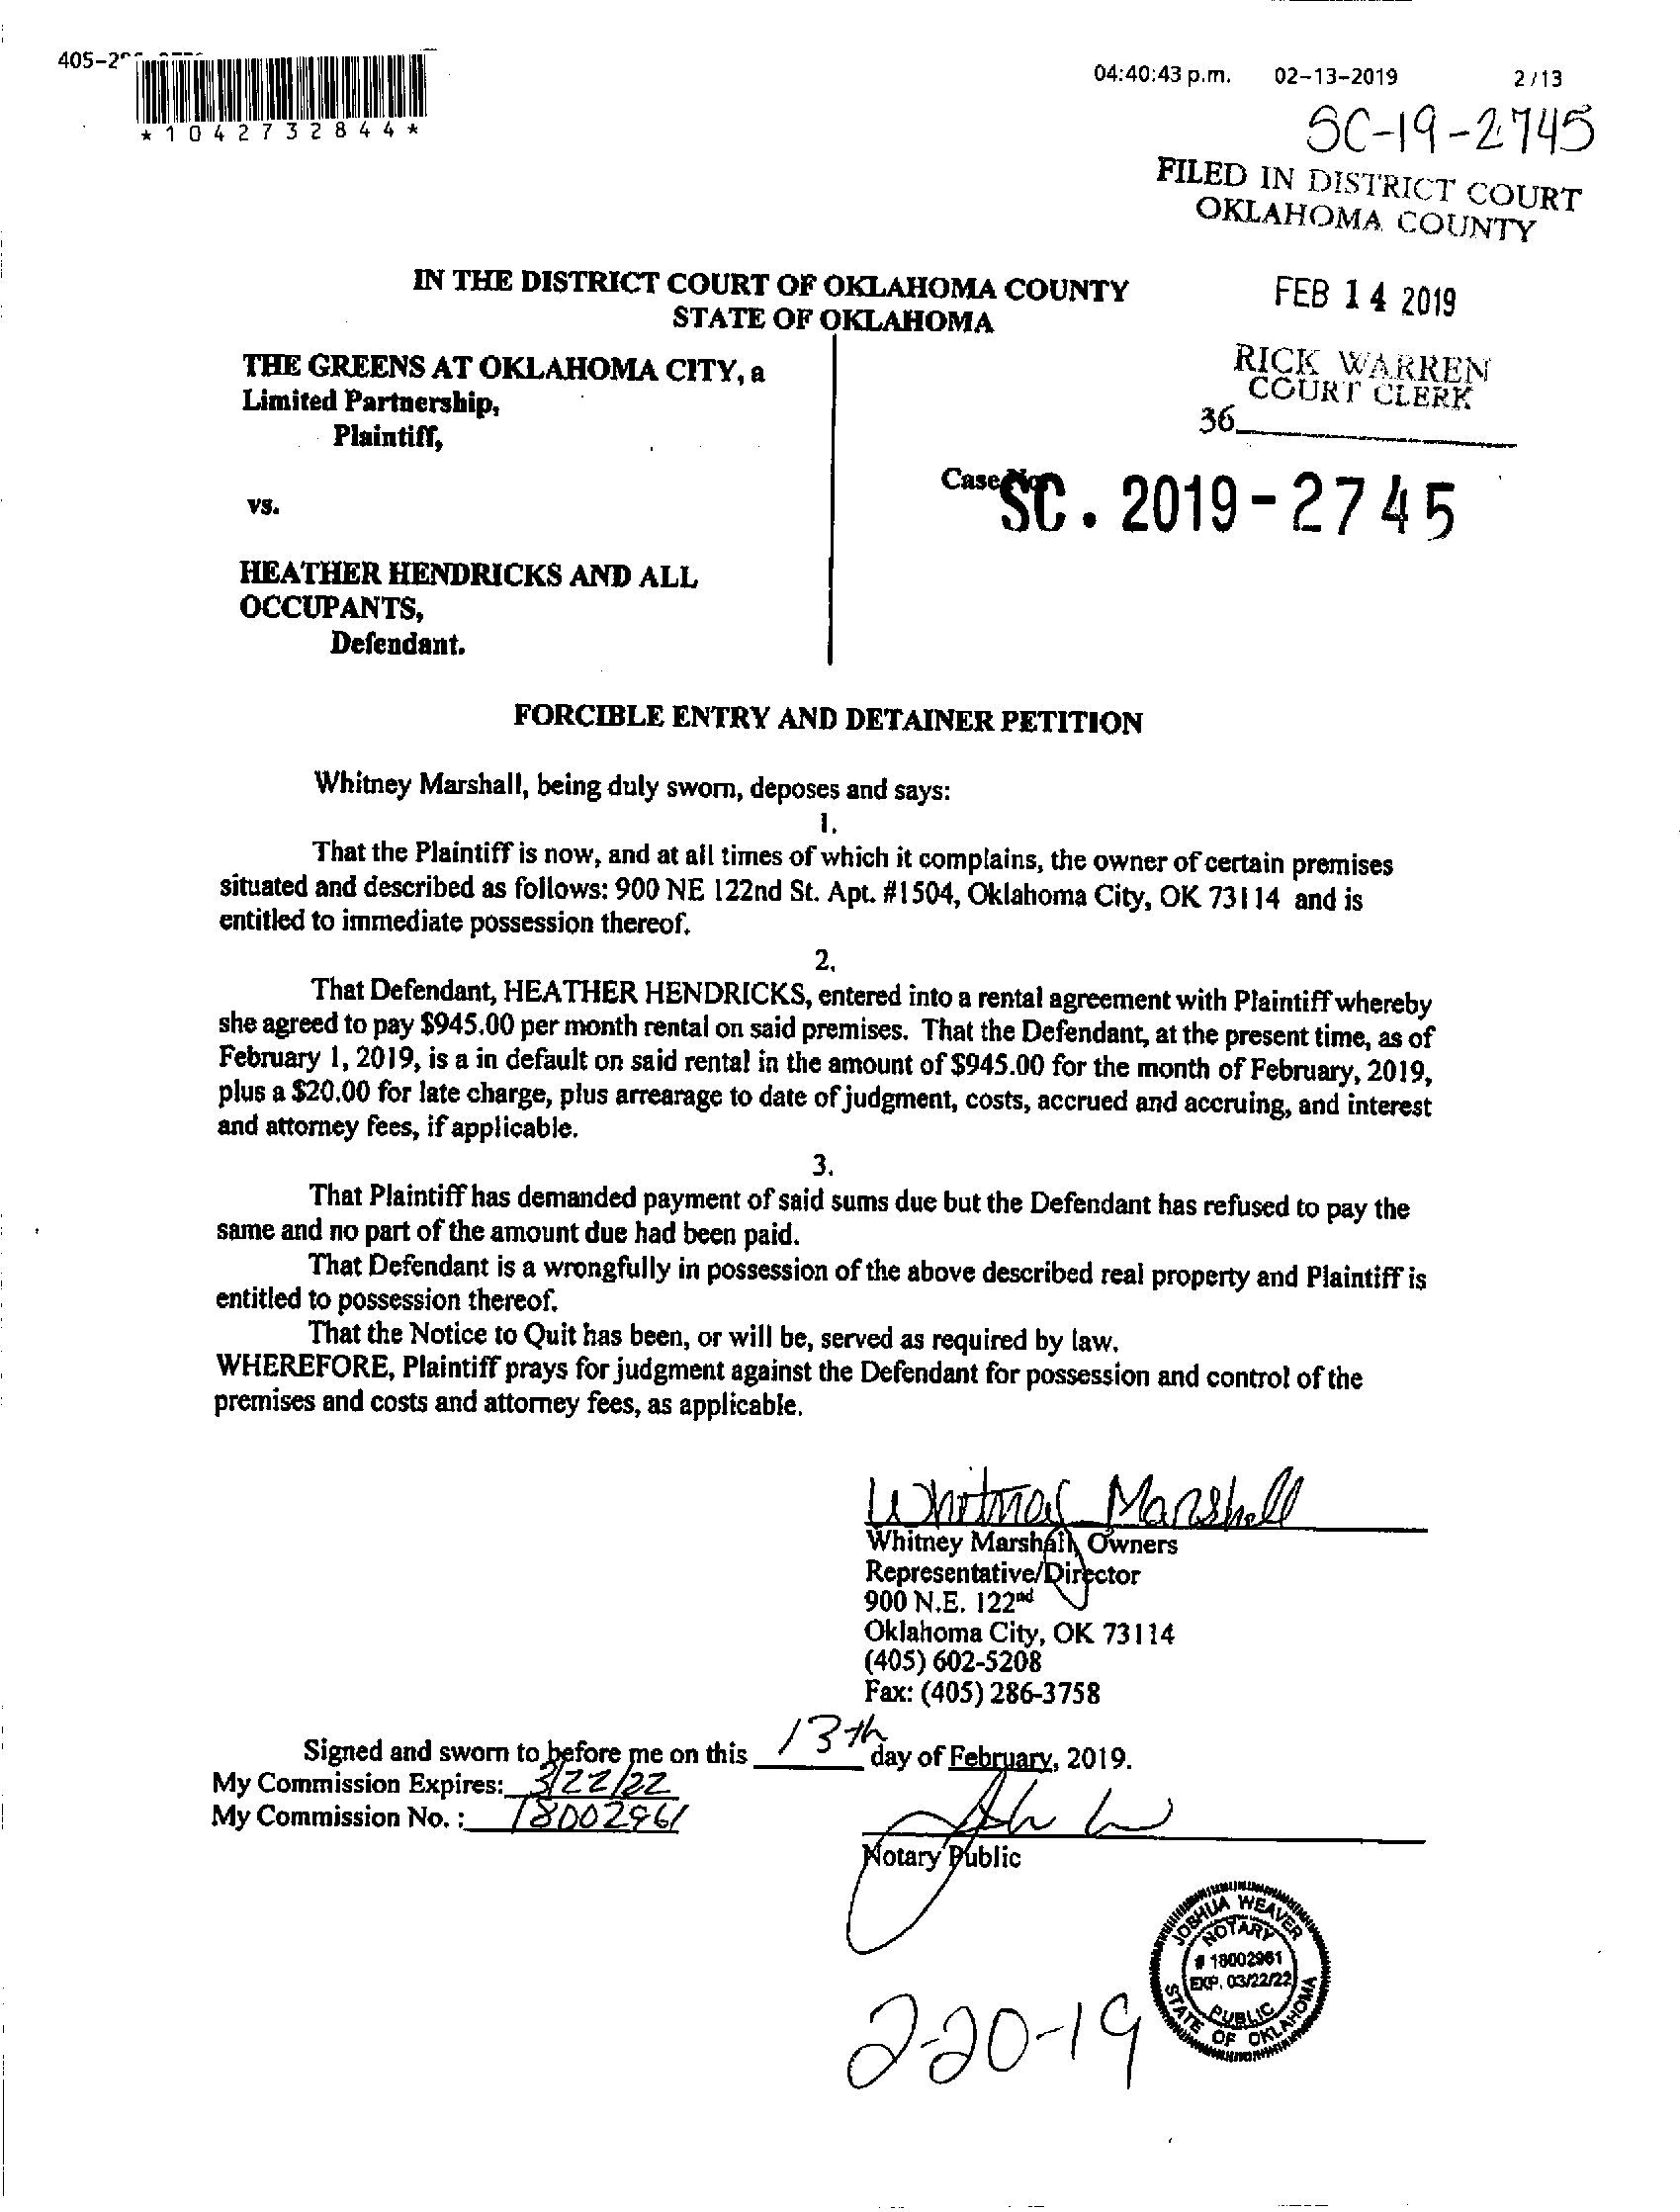 04:40:43 p.m. 02-13-2019 2/13
*1042732844*
SC-19-2745
FILED IN DISTRICT COURT
OKLAHOMA COUNTY
FEB 14 2019
RICK WARREN
COURT CLERK
36
IN THE DISTRICT COURT OF OKLAHOMA COUNTY
STATE OF OKLAHOMA
THE GREENS AT OKLAHOMA CITY, a
Limited Partnership,
Plaintiff,
vs.
HEATHER HENDRICKS AND ALL
OCCUPANTS,
Defendant.
Case No. SC. 2019-2745
FORCIBLE ENTRY AND DETAINER PETITION
Whitney Marshall, being duly sworn, deposes and says:
1.
That the Plaintiff is now, and at all times of which it complains, the owner of certain premises
situated and described as follows: 900 NE 122nd St. Apt. #1504, Oklahoma City, OK 73114 and is
entitled to immediate possession thereof.
2.
That Defendant, HEATHER HENDRICKS, entered into a rental agreement with Plaintiff whereby
she agreed to pay $945.00 per month rental on said premises. That the Defendant, at the present time, as of
February 1, 2019, is a in default on said rental in the amount of $945.00 for the month of February, 2019,
plus a $20.00 for late charge, plus arrearage to date of judgment, costs, accrued and accruing, and interest
and attorney fees, if applicable.
3.
That Plaintiff has demanded payment of said sums due but the Defendant has refused to pay the
same and no part of the amount due had been paid.
That Defendant is a wrongfully in possession of the above described real property and Plaintiff is
entitled to possession thereof.
That the Notice to Quit has been, or will be, served as required by law.
WHEREFORE, Plaintiff prays for judgment against the Defendant for possession and control of the
premises and costs and attorney fees, as applicable.
Whitney Marshall
Whitney Marshall, Owners
Representative/Director
900 N.E. 122nd
Oklahoma City, OK 73114
(405) 602-5208
Fax: (405) 286-3758
Signed and sworn to before me on this 13th day of February, 2019.
My Commission Expires: 3/22/22
My Commission No. : 18002961
Notary Public
JOSHUA WEAVER
NOTARY
# 18002961
EXP. 03/22/22
PUBLIC
STATE OF OKLAHOMA
2-20-19